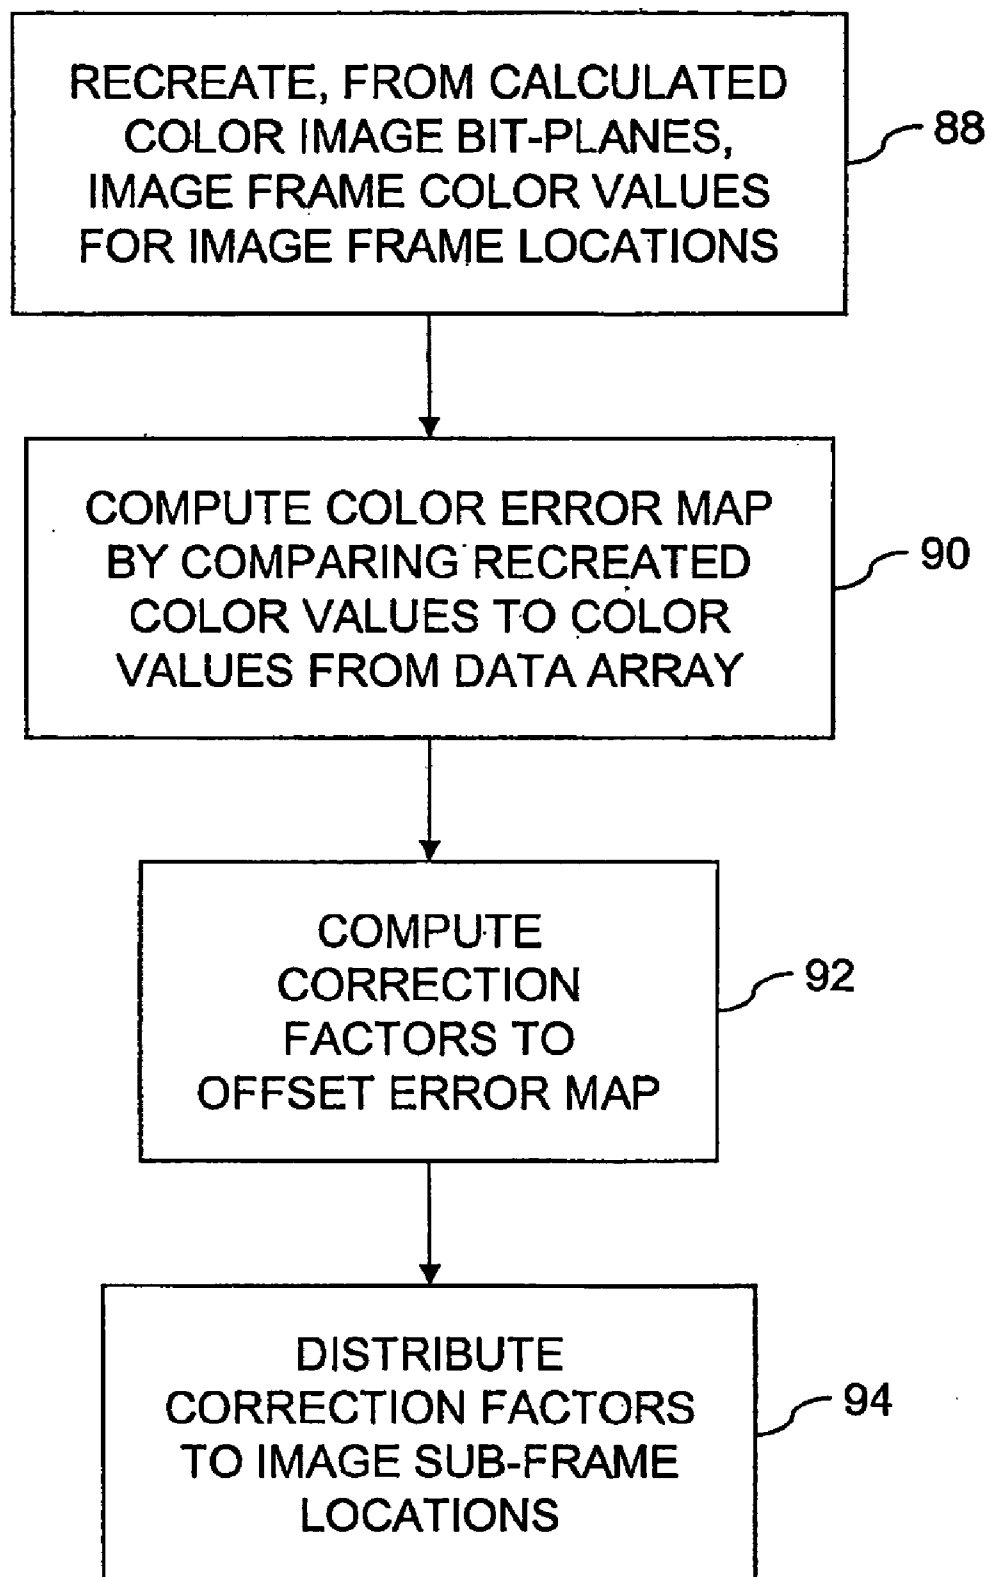 RECREATE, FROM CALCULATED
COLOR IMAGE BIT-PLANES,
IMAGE FRAME COLOR VALUES
FOR IMAGE FRAME LOCATIONS
88
COMPUTE COLOR ERROR MAP
BY COMPARING RECREATED
COLOR VALUES TO COLOR
VALUES FROM DATA ARRAY
90
COMPUTE
CORRECTION
FACTORS TO
OFFSET ERROR MAP
92
DISTRIBUTE
CORRECTION FACTORS
TO IMAGE SUB-FRAME
LOCATIONS
94